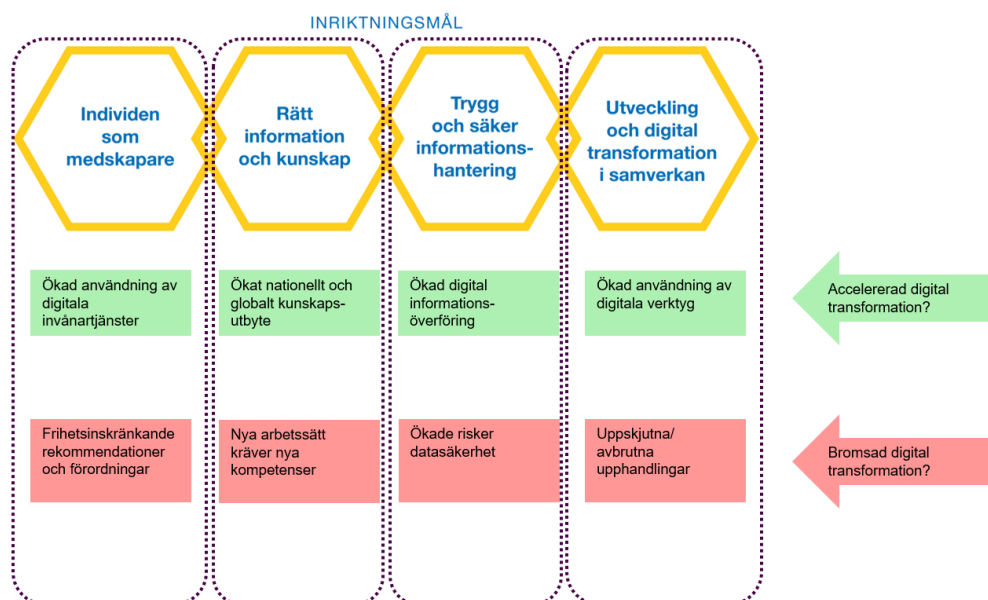 INRIKTNINGSMÅL
Individen
som
medskapare
Rätt
information
och kunskap
Trygg
och säker
informations-
hantering
Utveckling
och digital
transformation
i samverkan
Ökad användning av
digitala
invånartjänster
Ökat nationellt och
globalt kunskaps-
utbyte
Ökad digital
informations-
överföring
Ökad användning av
digitala verktyg
Accelererad digital
transformation?
Frihetsinskränkande
rekommendationer
och förordningar
Nya arbetssätt
kräver nya
kompetenser
Ökade risker
datasäkerhet
Uppskjutna/
avbrutna
upphandlingar
Bromsad digital
transformation?